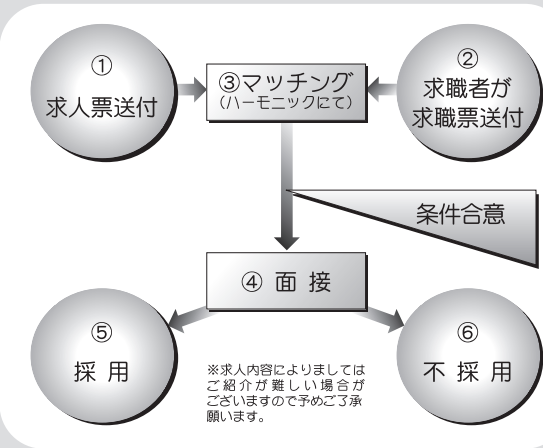 ①
求人票送付
②
求職者が
求職票送付
③マッチング
（ハーモニックにて）
条件合意
④ 面 接
⑤
採 用
⑥
不 採 用
※求人内容によりましては
ご紹介が難しい場合が
ございますので予めご了承
願います。